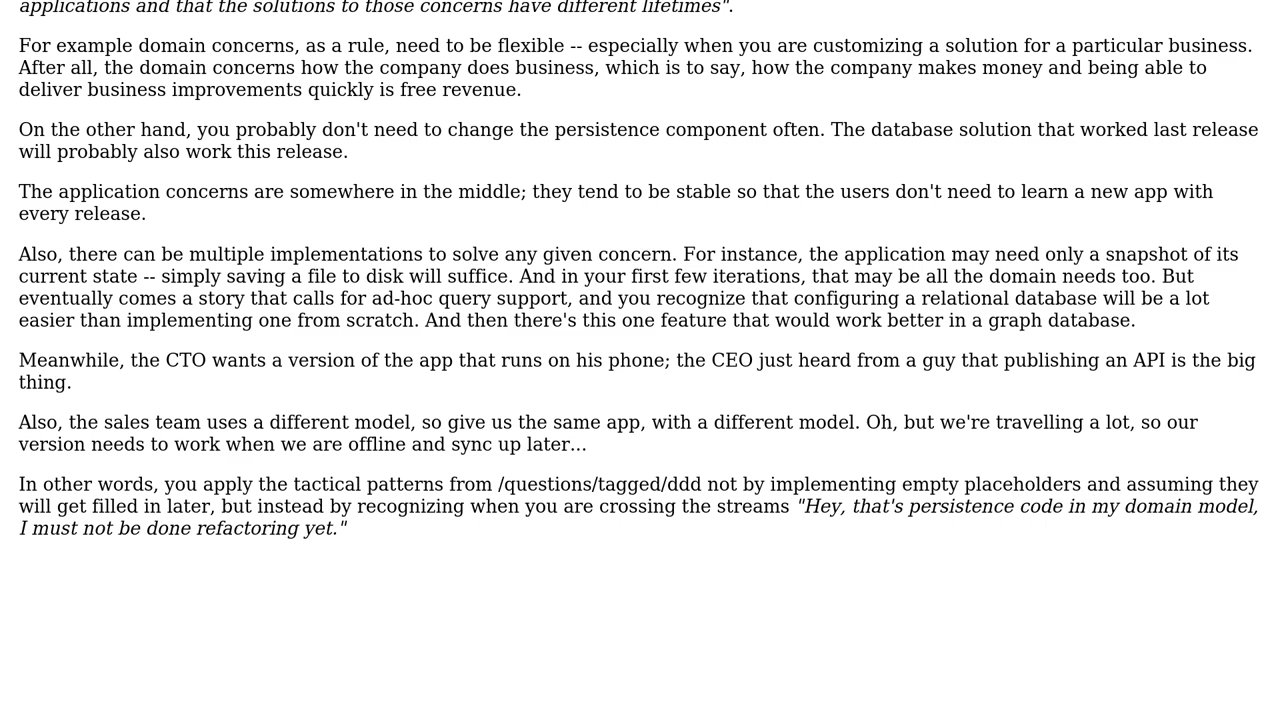 applications and that the solutions to those concerns have different lifetimes".
For example domain concerns, as a rule, need to be flexible -- especially when you are customizing a solution for a particular business.
After all, the domain concerns how the company does business, which is to say, how the company makes money and being able to
deliver business improvements quickly is free revenue.
On the other hand, you probably don't need to change the persistence component often. The database solution that worked last release
will probably also work this release.
The application concerns are somewhere in the middle; they tend to be stable so that the users don't need to learn a new app with
every release.
Also, there can be multiple implementations to solve any given concern. For instance, the application may need only a snapshot of its
current state -- simply saving a file to disk will suffice. And in your first few iterations, that may be all the domain needs too. But
eventually comes a story that calls for ad-hoc query support, and you recognize that configuring a relational database will be a lot
easier than implementing one from scratch. And then there's this one feature that would work better in a graph database.
Meanwhile, the CTO wants a version of the app that runs on his phone; the CEO just heard from a guy that publishing an API is the big
thing.
Also, the sales team uses a different model, so give us the same app, with a different model. Oh, but we're travelling a lot, so our
version needs to work when we are offline and sync up later...
In other words, you apply the tactical patterns from /questions/tagged/ddd not by implementing empty placeholders and assuming they
will get filled in later, but instead by recognizing when you are crossing the streams "Hey, that's persistence code in my domain model,
I must not be done refactoring yet."